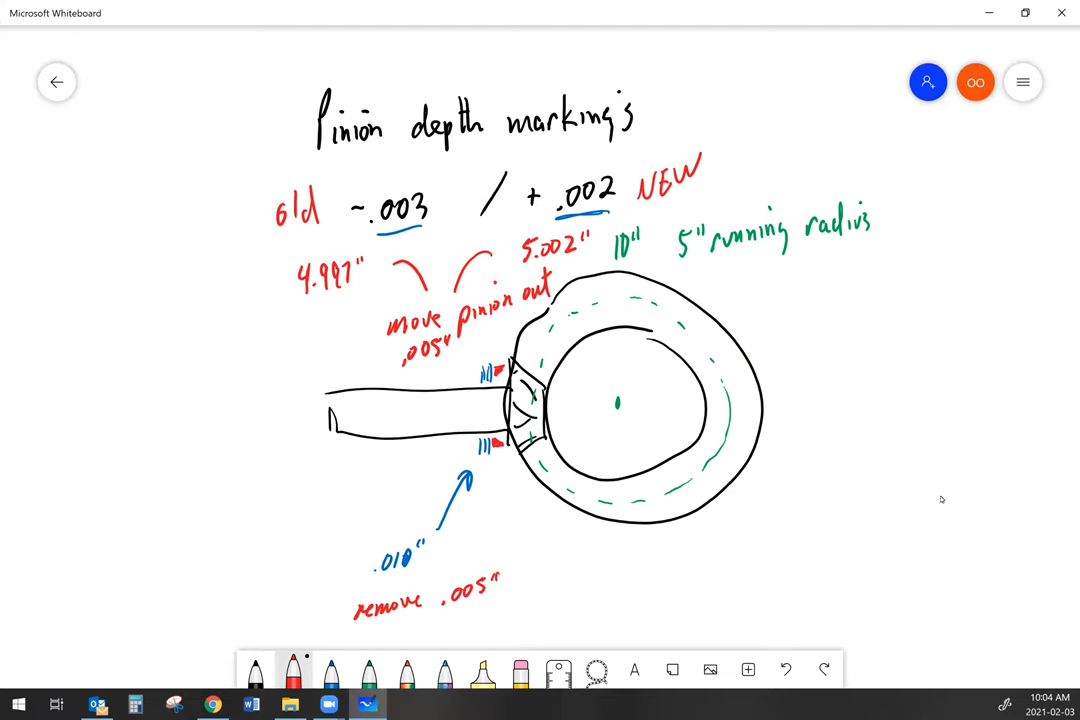 Microsoft Whiteboard
Pinion depth marking's
old -.003 / +.002 NEW
4.997" 5.002" 10" 5" running radius
move pinion out
.005"
.010"
remove .005"
A
10:04 AM
2021-02-03